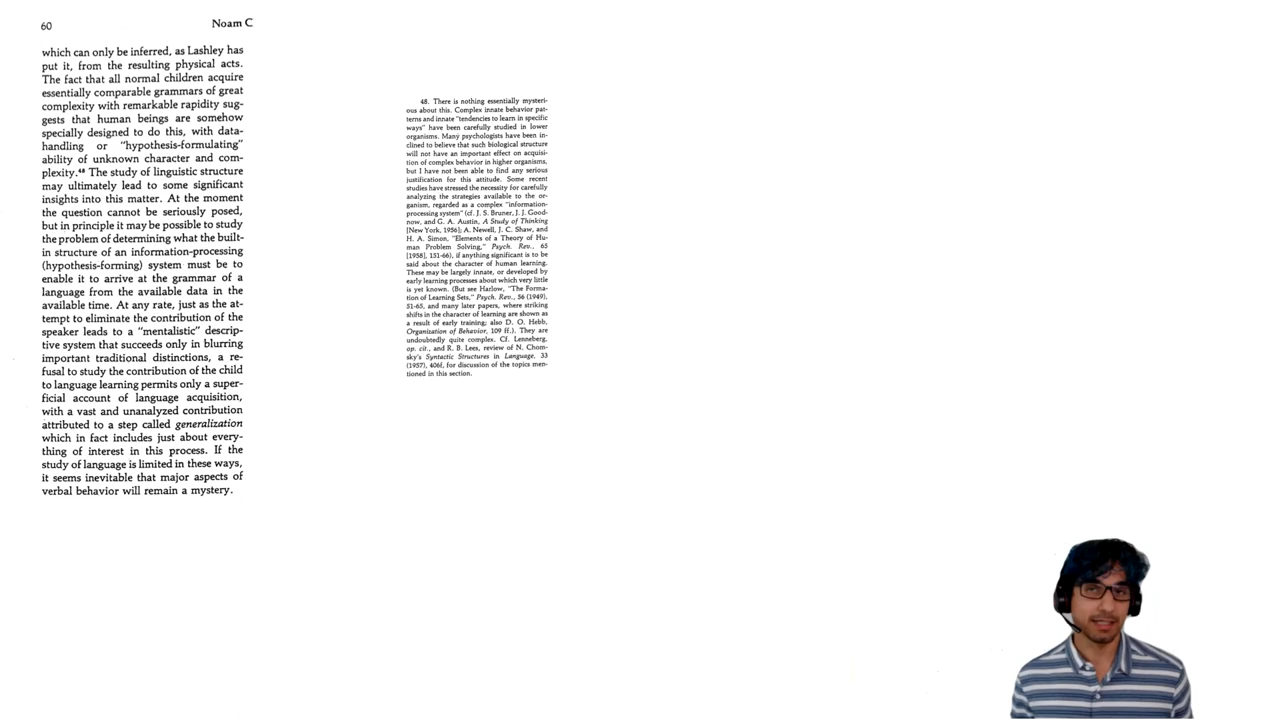 60
Noam C
which can only be inferred, as Lashley has
put it, from the resulting physical acts.
The fact that all normal children acquire
essentially comparable grammars of great
complexity with remarkable rapidity sug-
gests that human beings are somehow
specially designed to do this, with data-
handling or “hypothesis-formulating”
ability of unknown character and com-
plexity.⁴⁸ The study of linguistic structure
may ultimately lead to some significant
insights into this matter. At the moment
the question cannot be seriously posed,
but in principle it may be possible to study
the problem of determining what the built-
in structure of an information-processing
(hypothesis-forming) system must be to
enable it to arrive at the grammar of a
language from the available data in the
available time. At any rate, just as the at-
tempt to eliminate the contribution of the
speaker leads to a “mentalistic” descrip-
tive system that succeeds only in blurring
important traditional distinctions, a re-
fusal to study the contribution of the child
to language learning permits only a super-
ficial account of language acquisition,
with a vast and unanalyzed contribution
attributed to a step called generalization
which in fact includes just about every-
thing of interest in this process. If the
study of language is limited in these ways,
it seems inevitable that major aspects of
verbal behavior will remain a mystery.
48. There is nothing essentially mysteri-
ous about this. Complex innate behavior pat-
terns and innate “tendencies to learn in specific
ways” have been carefully studied in lower
organisms. Many psychologists have been in-
clined to believe that such biological structure
will not have an important effect on acquisi-
tion of complex behavior in higher organisms,
but I have not been able to find any serious
justification for this attitude. Some recent
studies have stressed the necessity for carefully
analyzing the strategies available to the or-
ganism, regarded as a complex “information-
processing system” (cf. J. S. Bruner, J. J. Good-
now, and G. A. Austin, A Study of Thinking
[New York, 1956]; A. Newell, J. C. Shaw, and
H. A. Simon, “Elements of a Theory of Hu-
man Problem Solving,” Psych. Rev., 65
[1958], 151-66), if anything significant is to be
said about the character of human learning.
These may be largely innate, or developed by
early learning processes about which very little
is yet known. (But see Harlow, “The Forma-
tion of Learning Sets,” Psych. Rev., 56 (1949),
51-65, and many later papers, where striking
shifts in the character of learning are shown as
a result of early training; also D. O. Hebb,
Organization of Behavior, 109 ff.). They are
undoubtedly quite complex. Cf. Lenneberg,
op. cit., and R. B. Lees, review of N. Chom-
sky's Syntactic Structures in Language, 33
(1957), 406f, for discussion of the topics men-
tioned in this section.